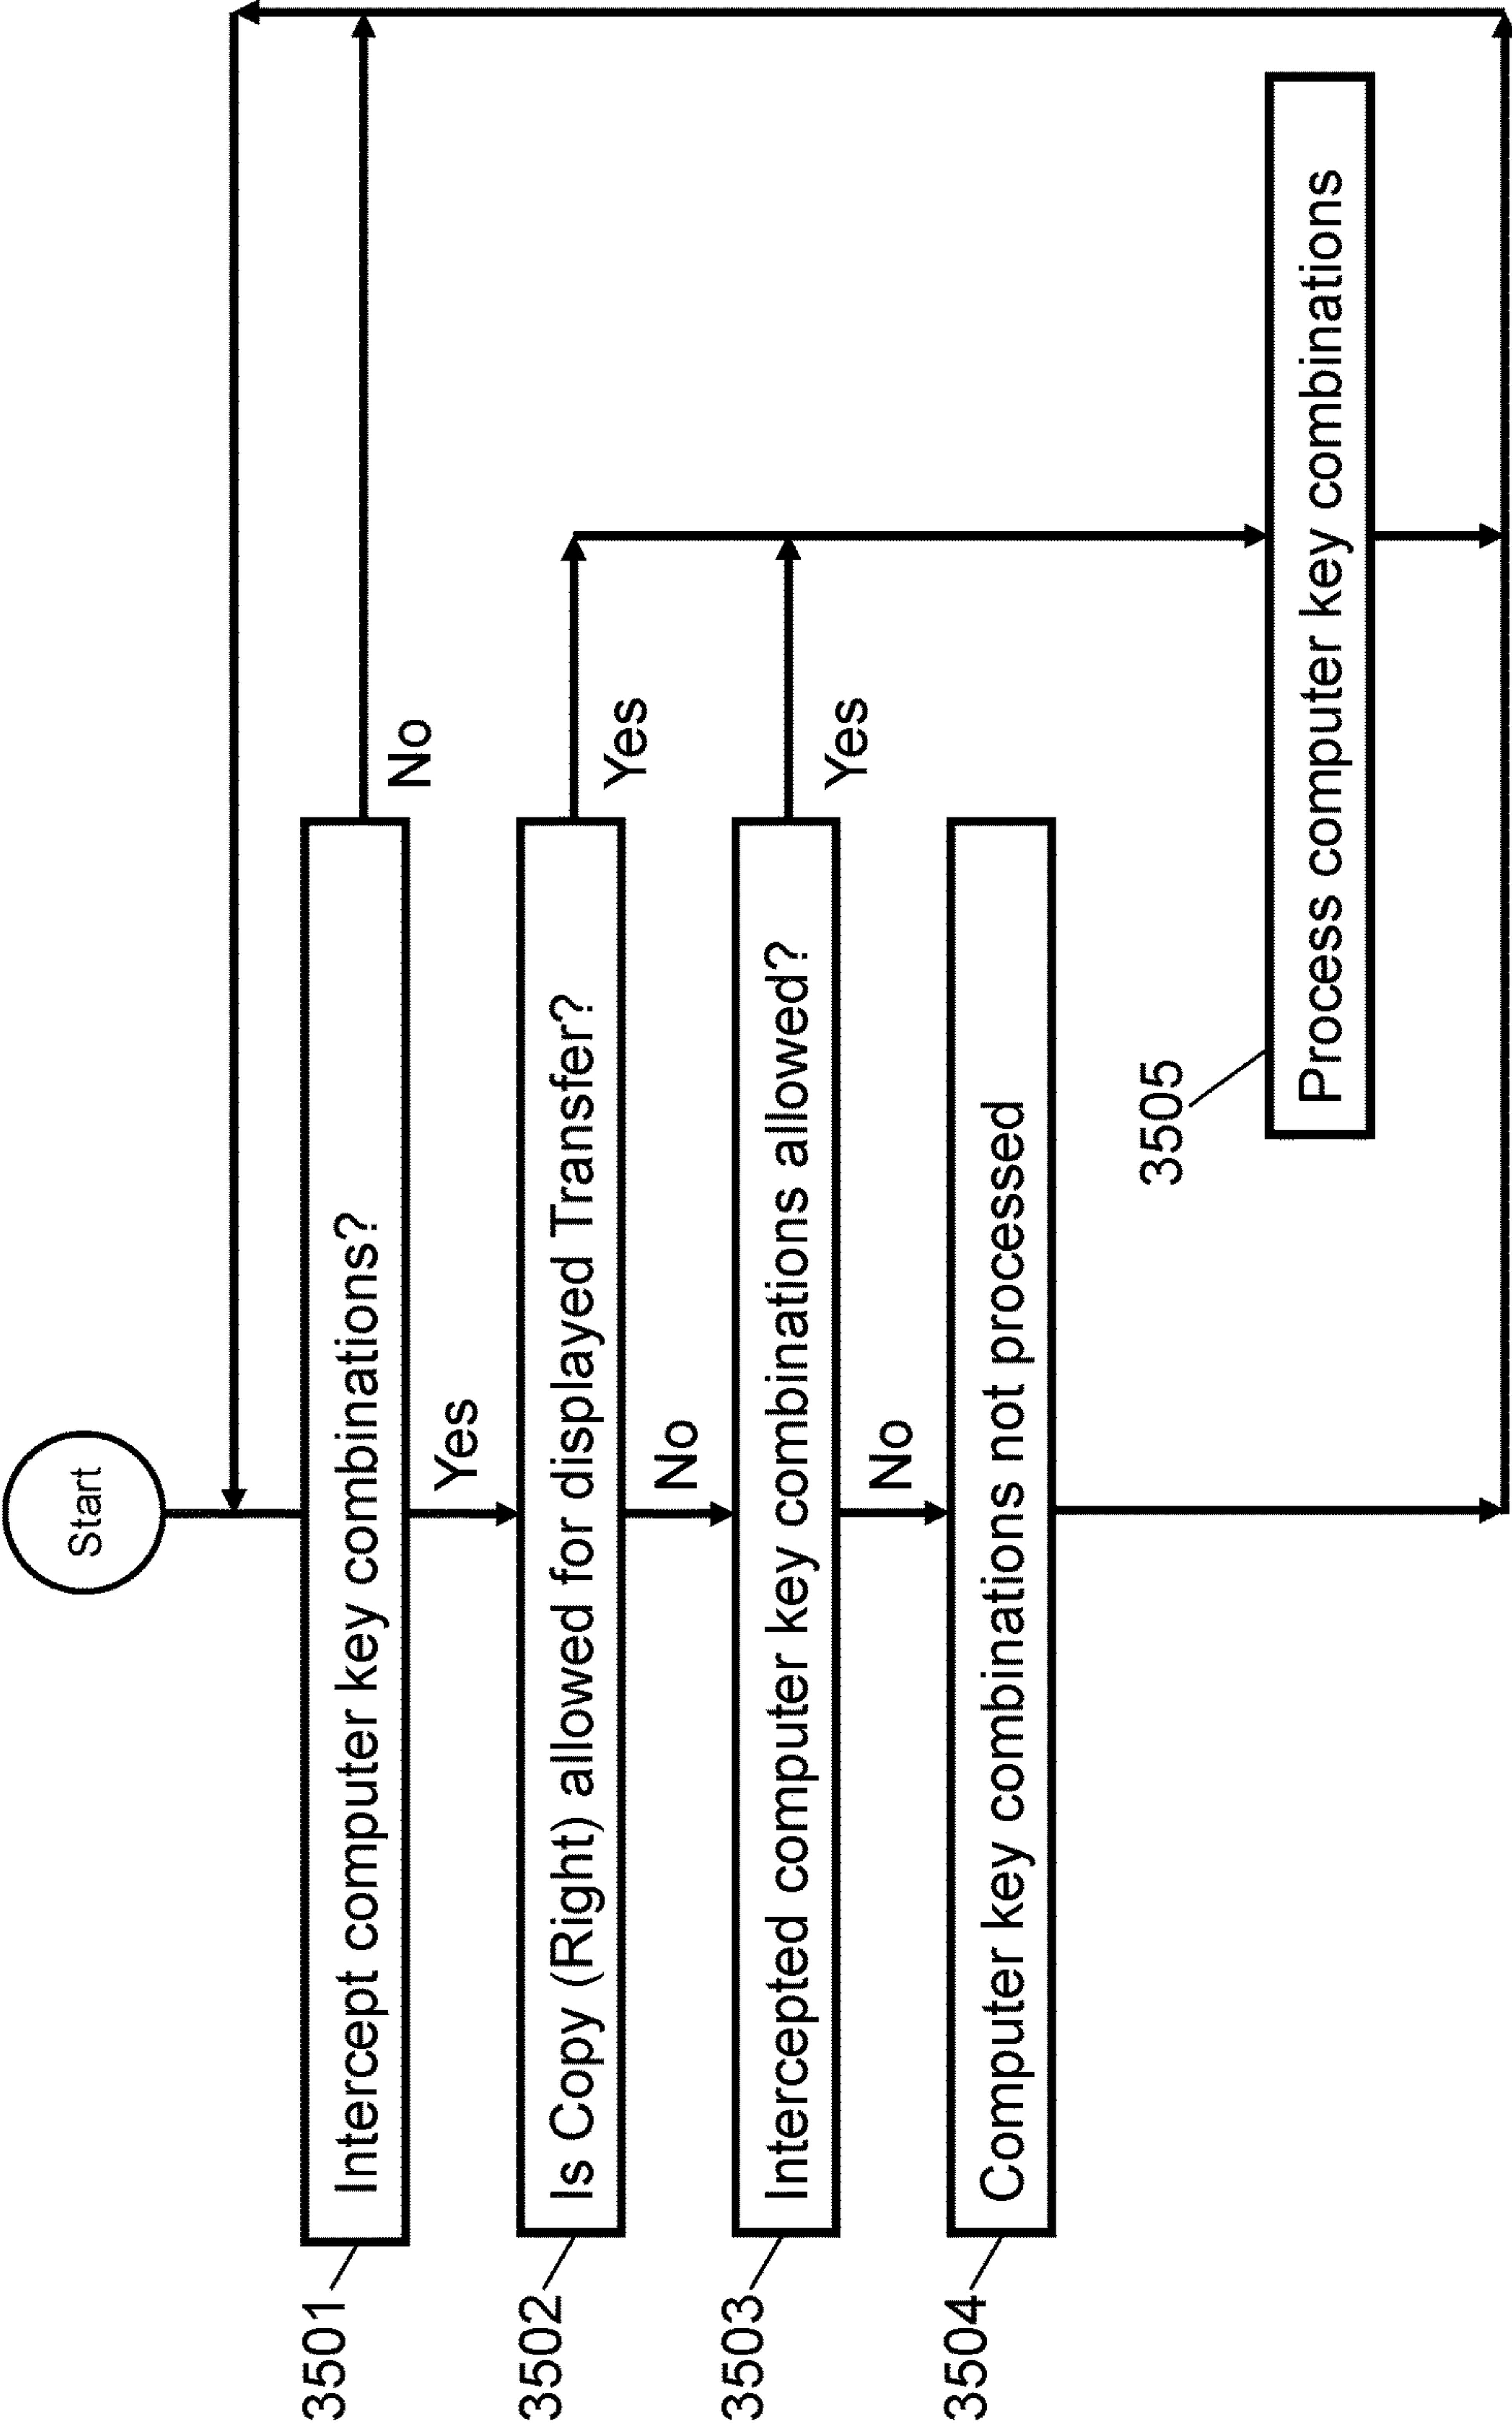 Start
3501
Intercept computer key combinations?
No
Yes
3502
Is Copy (Right) allowed for displayed Transfer?
Yes
No
3503
Intercepted computer key combinations allowed?
Yes
No
3504
Computer key combinations not processed
3505
Process computer key combinations